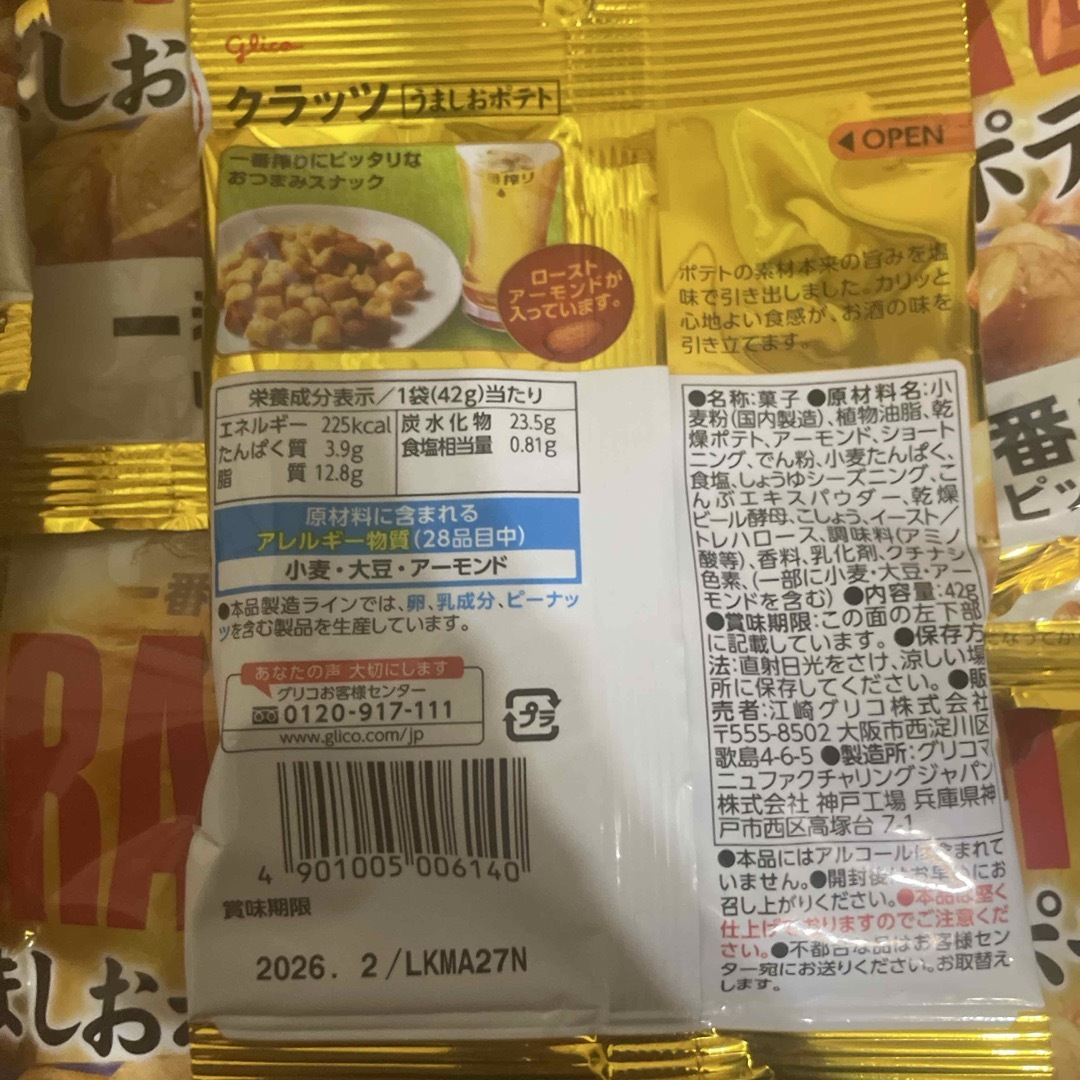 Glico
クラッツ うましおポテト
OPEN
一番搾りにピッタリな
おつまみスナック
ロースト
アーモンドが
入っています。
ポテトの素材本来の旨みを塩
味で引き出しました。カリッと
心地よい食感が、お酒の味を
引き立てます。
栄養成分表示/1袋(42g)当たり
エネルギー 225kcal 炭水化物 23.5g
たんぱく質 3.9g 食塩相当量 0.81g
脂質 12.8g
原材料に含まれる
アレルギー物質(28品目中)
小麦・大豆・アーモンド
●本品製造ラインでは、卵、乳成分、ピーナッ
ツを含む製品を生産しています。
あなたの声 大切にします
グリコお客様センター
0120-917-111
www.glico.com/jp
プラ
4 901005 006140
賞味期限
2026. 2/LKMA27N
●名称:菓子 ●原材料名:小
麦粉(国内製造)、植物油脂、乾
燥ポテト、アーモンド、ショート
ニング、でん粉、小麦たんぱく、
食塩、しょうゆシーズニング、こ
んぶエキスパウダー、乾燥
ビール酵母、こしょう、イースト/
トレハロース、調味料(アミノ
酸等)、香料、乳化剤、クチナシ
色素、(一部に小麦・大豆・アー
モンドを含む) ●内容量:42g
●賞味期限:この面の左下部
に記載しています。 ●保存方
法:直射日光をさけ、涼しい場
所に保存してください。 ●販
売者:江崎グリコ株式会社
〒555-8502 大阪市西淀川区
歌島4-6-5 ●製造所:グリコマ
ニュファクチャリングジャパン
株式会社 神戸工場 兵庫県神
戸市西区高塚台 7-1
●本品にはアルコールは含まれて
いません。●開封後はお早めにお
召し上がりください。●本品は堅く
仕上げておりますのでご注意くだ
さい。●不都合な品はお客様セン
ター宛にお送りください。お取替え
します。